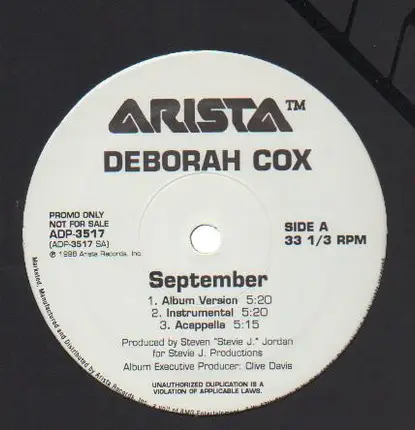 ARISTA™
DEBORAH COX
PROMO ONLY
NOT FOR SALE
ADP-3517
(ADP-3517 SA)
℗ 1998 Arista Records, Inc.
SIDE A
33 1/3 RPM
September
1. Album Version 5:20
2. Instrumental 5:20
3. Acappella 5:15
Produced by Steven "Stevie J." Jordan
for Stevie J. Productions
Album Executive Producer: Clive Davis
UNAUTHORIZED DUPLICATION IS A
VIOLATION OF APPLICABLE LAWS.
Marketed, Manufactured and Distributed by Arista Records, Inc.